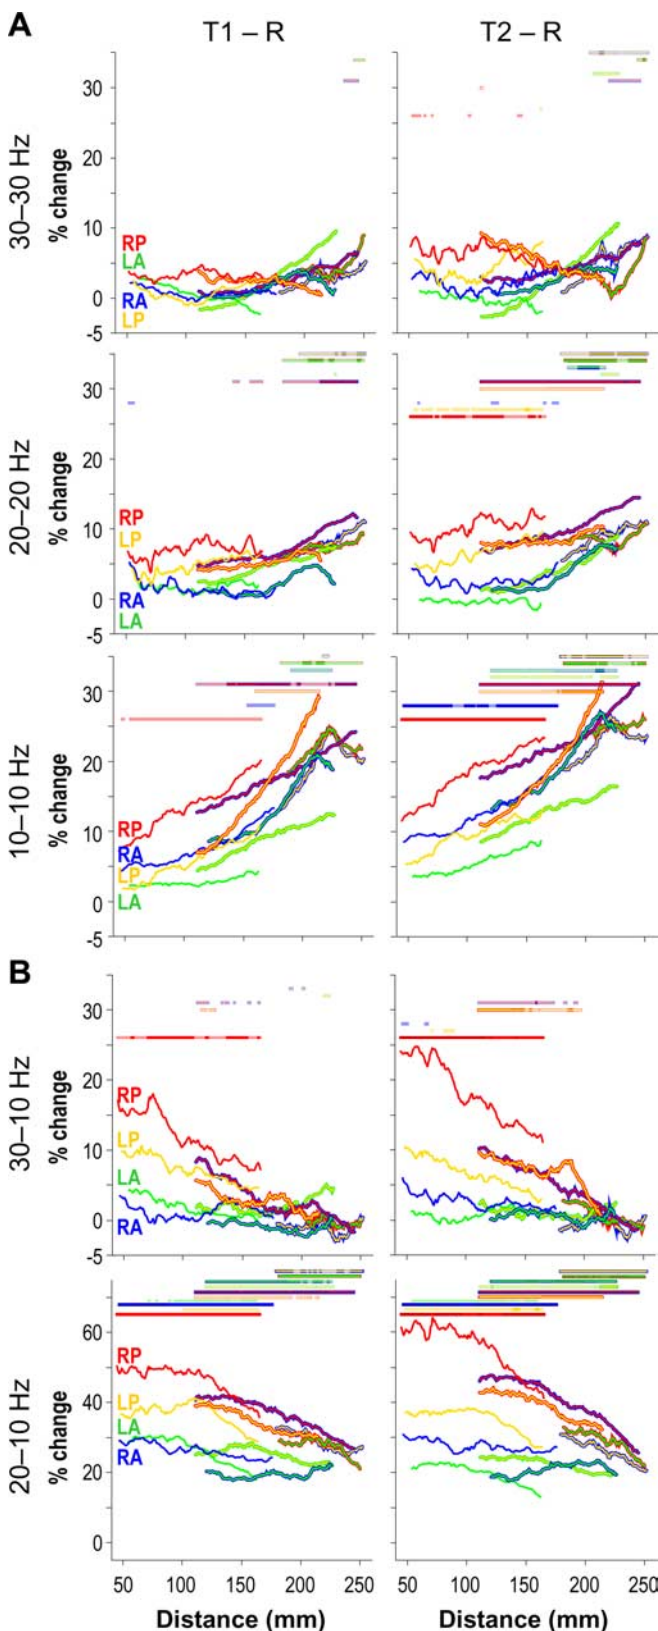 A
T1 – R T2 – R
30–30 Hz
% change
30
20
10
0
-5
RP
LA
RA
LP
20–20 Hz
% change
30
20
10
0
-5
RP
LP
RA
LA
10–10 Hz
% change
30
20
10
0
-5
RP
RA
LP
LA
B
30–10 Hz
% change
30
20
10
0
-5
RP
LP
LA
RA
20–10 Hz
% change
60
40
20
0
RP
LP
LA
RA
50 100 150 200 250 50 100 150 200 250
Distance (mm) Distance (mm)